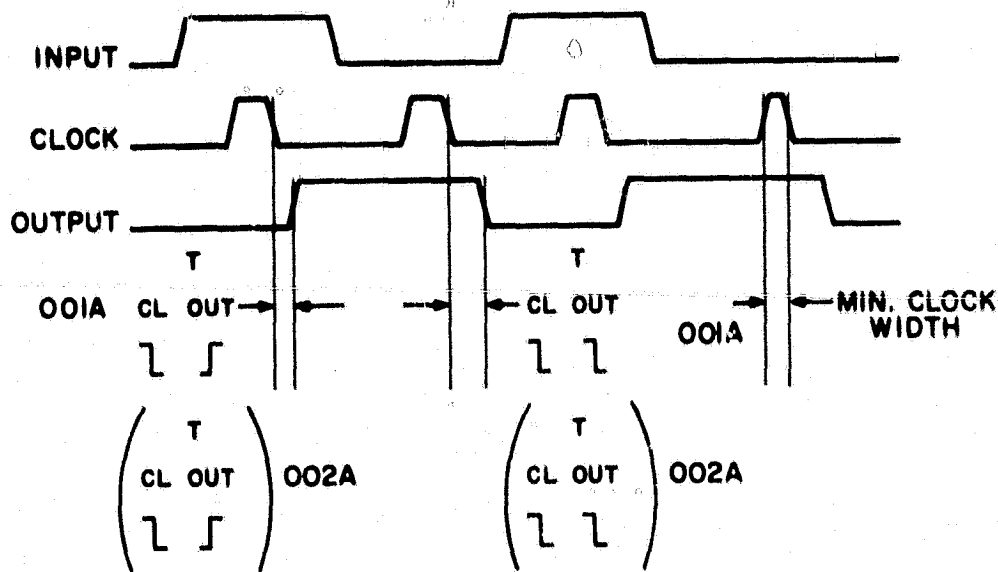 INPUT
CLOCK
OUTPUT
T
T
001A CL OUT
CL OUT
001A
MIN. CLOCK
WIDTH
T
T
CL OUT
002A
CL OUT
002A